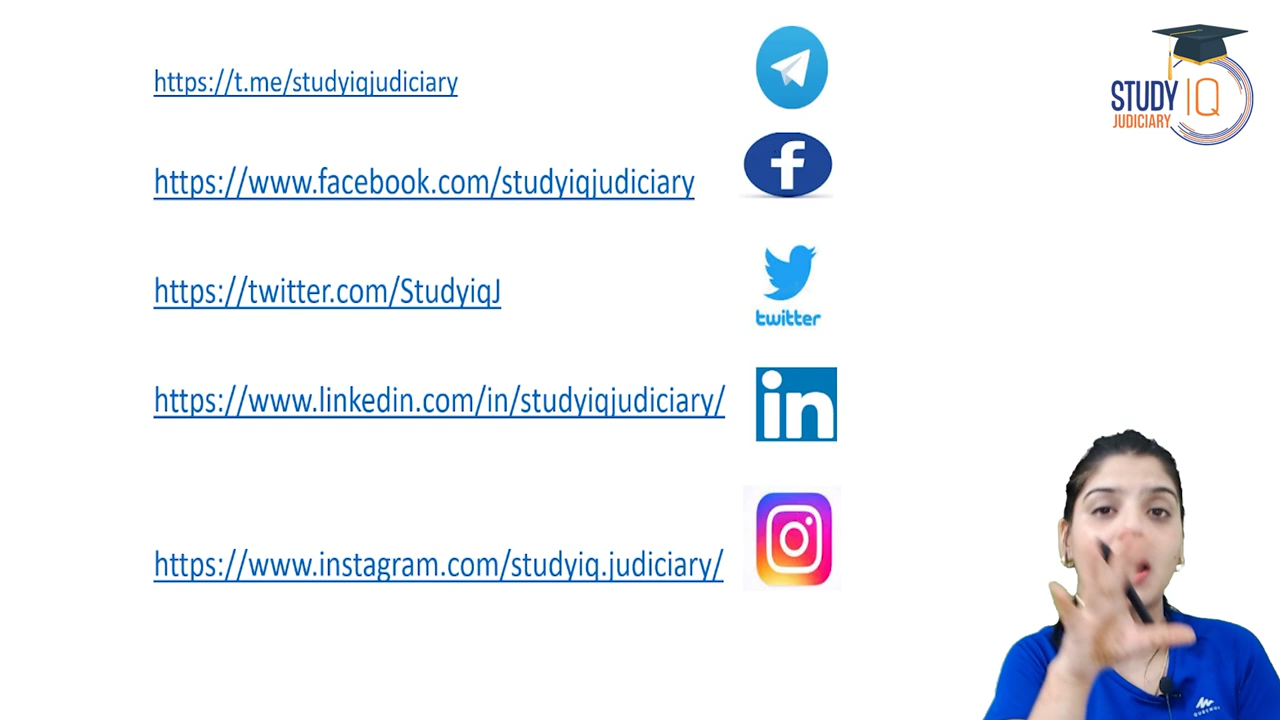 https://t.me/studyiqjudiciary
https://www.facebook.com/studyiqjudiciary
https://twitter.com/StudyiqJ
twitter
https://www.linkedin.com/in/studyiqjudiciary/
in
https://www.instagram.com/studyiq.judiciary/
STUDY IQ
JUDICIARY
QUECHUA